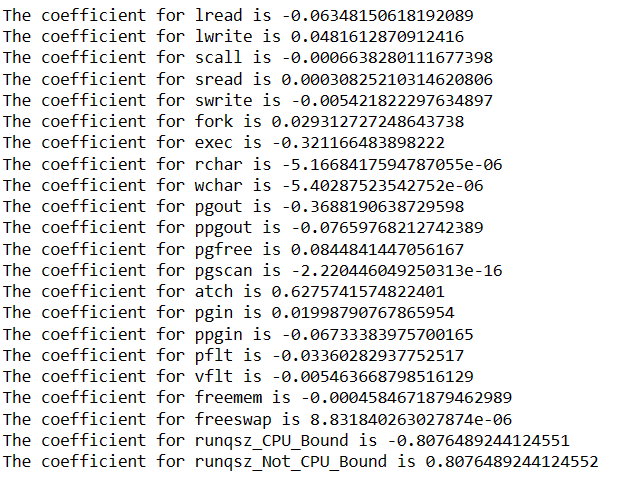 The coefficient for lread is -0.06348150618192089
The coefficient for lwrite is 0.0481612870912416
The coefficient for scall is -0.0006638280111677398
The coefficient for sread is 0.00030825210314620806
The coefficient for swrite is -0.005421822297634897
The coefficient for fork is 0.029312727248643738
The coefficient for exec is -0.321166483898222
The coefficient for rchar is -5.1668417594787055e-06
The coefficient for wchar is -5.40287523542752e-06
The coefficient for pgout is -0.3688190638729598
The coefficient for ppgout is -0.07659768212742389
The coefficient for pgfree is 0.0844841447056167
The coefficient for pgscan is -2.220446049250313e-16
The coefficient for atch is 0.6275741574822401
The coefficient for pgin is 0.01998790767865954
The coefficient for ppgin is -0.06733383975700165
The coefficient for pflt is -0.03360282937752517
The coefficient for vflt is -0.005463668798516129
The coefficient for freemem is -0.0004584671879462989
The coefficient for freeswap is 8.831840263027874e-06
The coefficient for runqsz_CPU_Bound is -0.8076489244124551
The coefficient for runqsz_Not_CPU_Bound is 0.8076489244124552